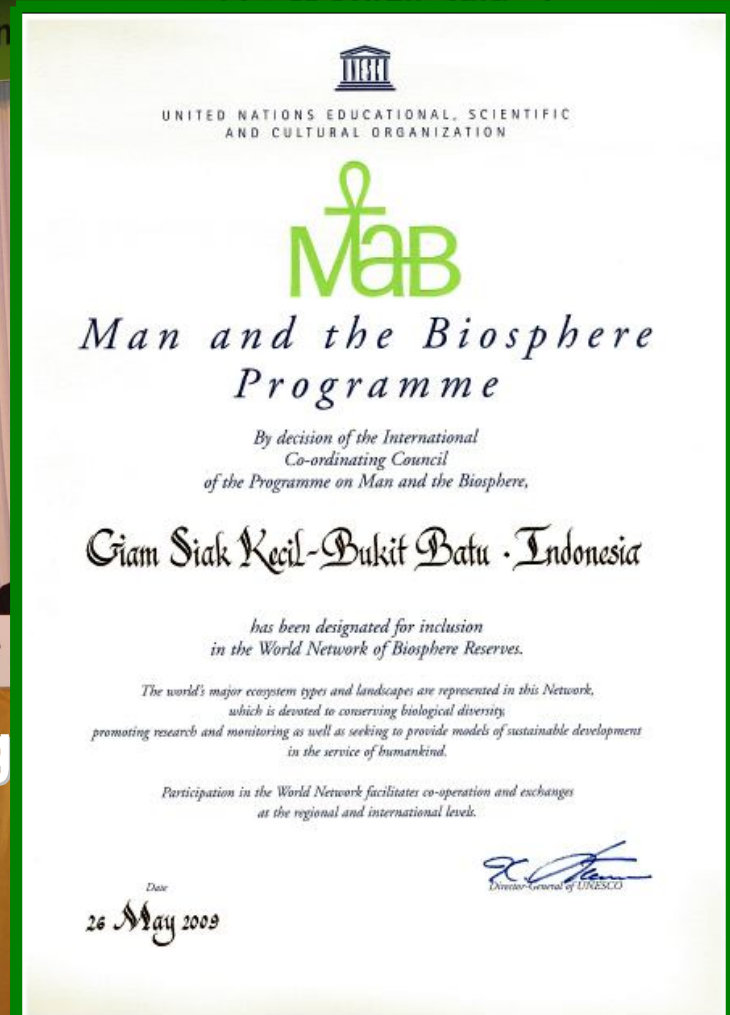 UNESCO
UNITED NATIONS EDUCATIONAL, SCIENTIFIC
AND CULTURAL ORGANIZATION
MaB
Man and the Biosphere
Programme
By decision of the International
Co-ordinating Council
of the Programme on Man and the Biosphere,
Giam Siak Kecil-Bukit Batu · Indonesia
has been designated for inclusion
in the World Network of Biosphere Reserves.
The world's major ecosystem types and landscapes are represented in this Network,
which is devoted to conserving biological diversity,
promoting research and monitoring as well as seeking to provide models of sustainable development
in the service of humankind.
Participation in the World Network facilitates co-operation and exchanges
at the regional and international levels.
Director-General of UNESCO
Date
26 May 2009